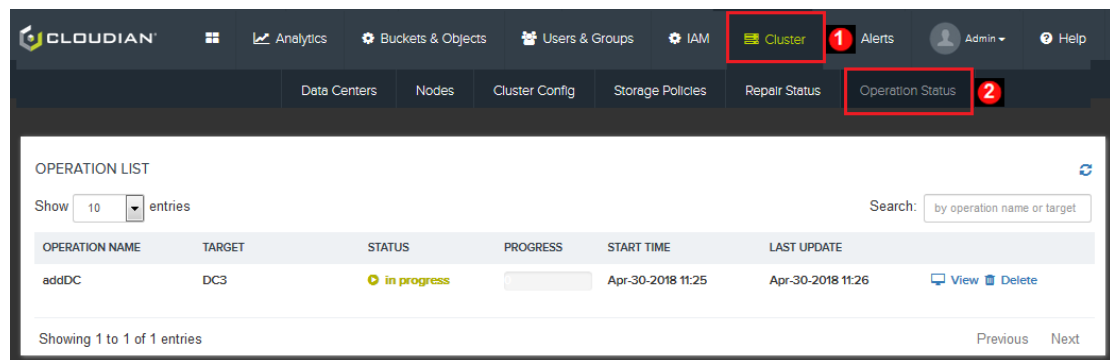 CLOUDIAN Analytics Buckets & Objects Users & Groups IAM Cluster 1 Alerts Admin Help
Data Centers Nodes Cluster Config Storage Policies Repair Status Operation Status 2
OPERATION LIST
Show 10 entries Search: by operation name or target
OPERATION NAME TARGET STATUS PROGRESS START TIME LAST UPDATE
addDC DC3 in progress 0 Apr-30-2018 11:25 Apr-30-2018 11:26 View Delete
Showing 1 to 1 of 1 entries Previous Next